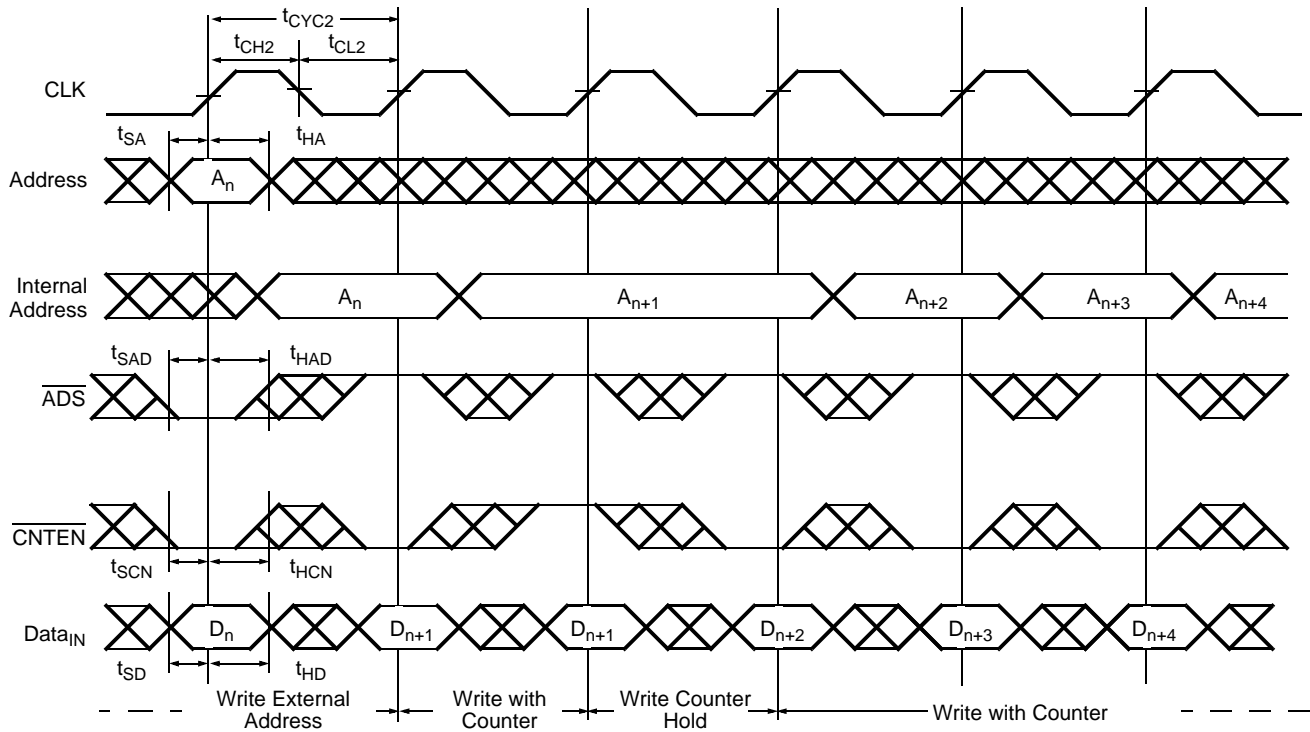 tCYC2
tCH2 tCL2
CLK
tSA tHA
Address An
Internal Address An An+1 An+2 An+3 An+4
tSAD tHAD
ADS
CNTEN
tSCN tHCN
DataIN Dn Dn+1 Dn+1 Dn+2 Dn+3 Dn+4
tSD tHD
Write External Address
Write with Counter
Write Counter Hold
Write with Counter